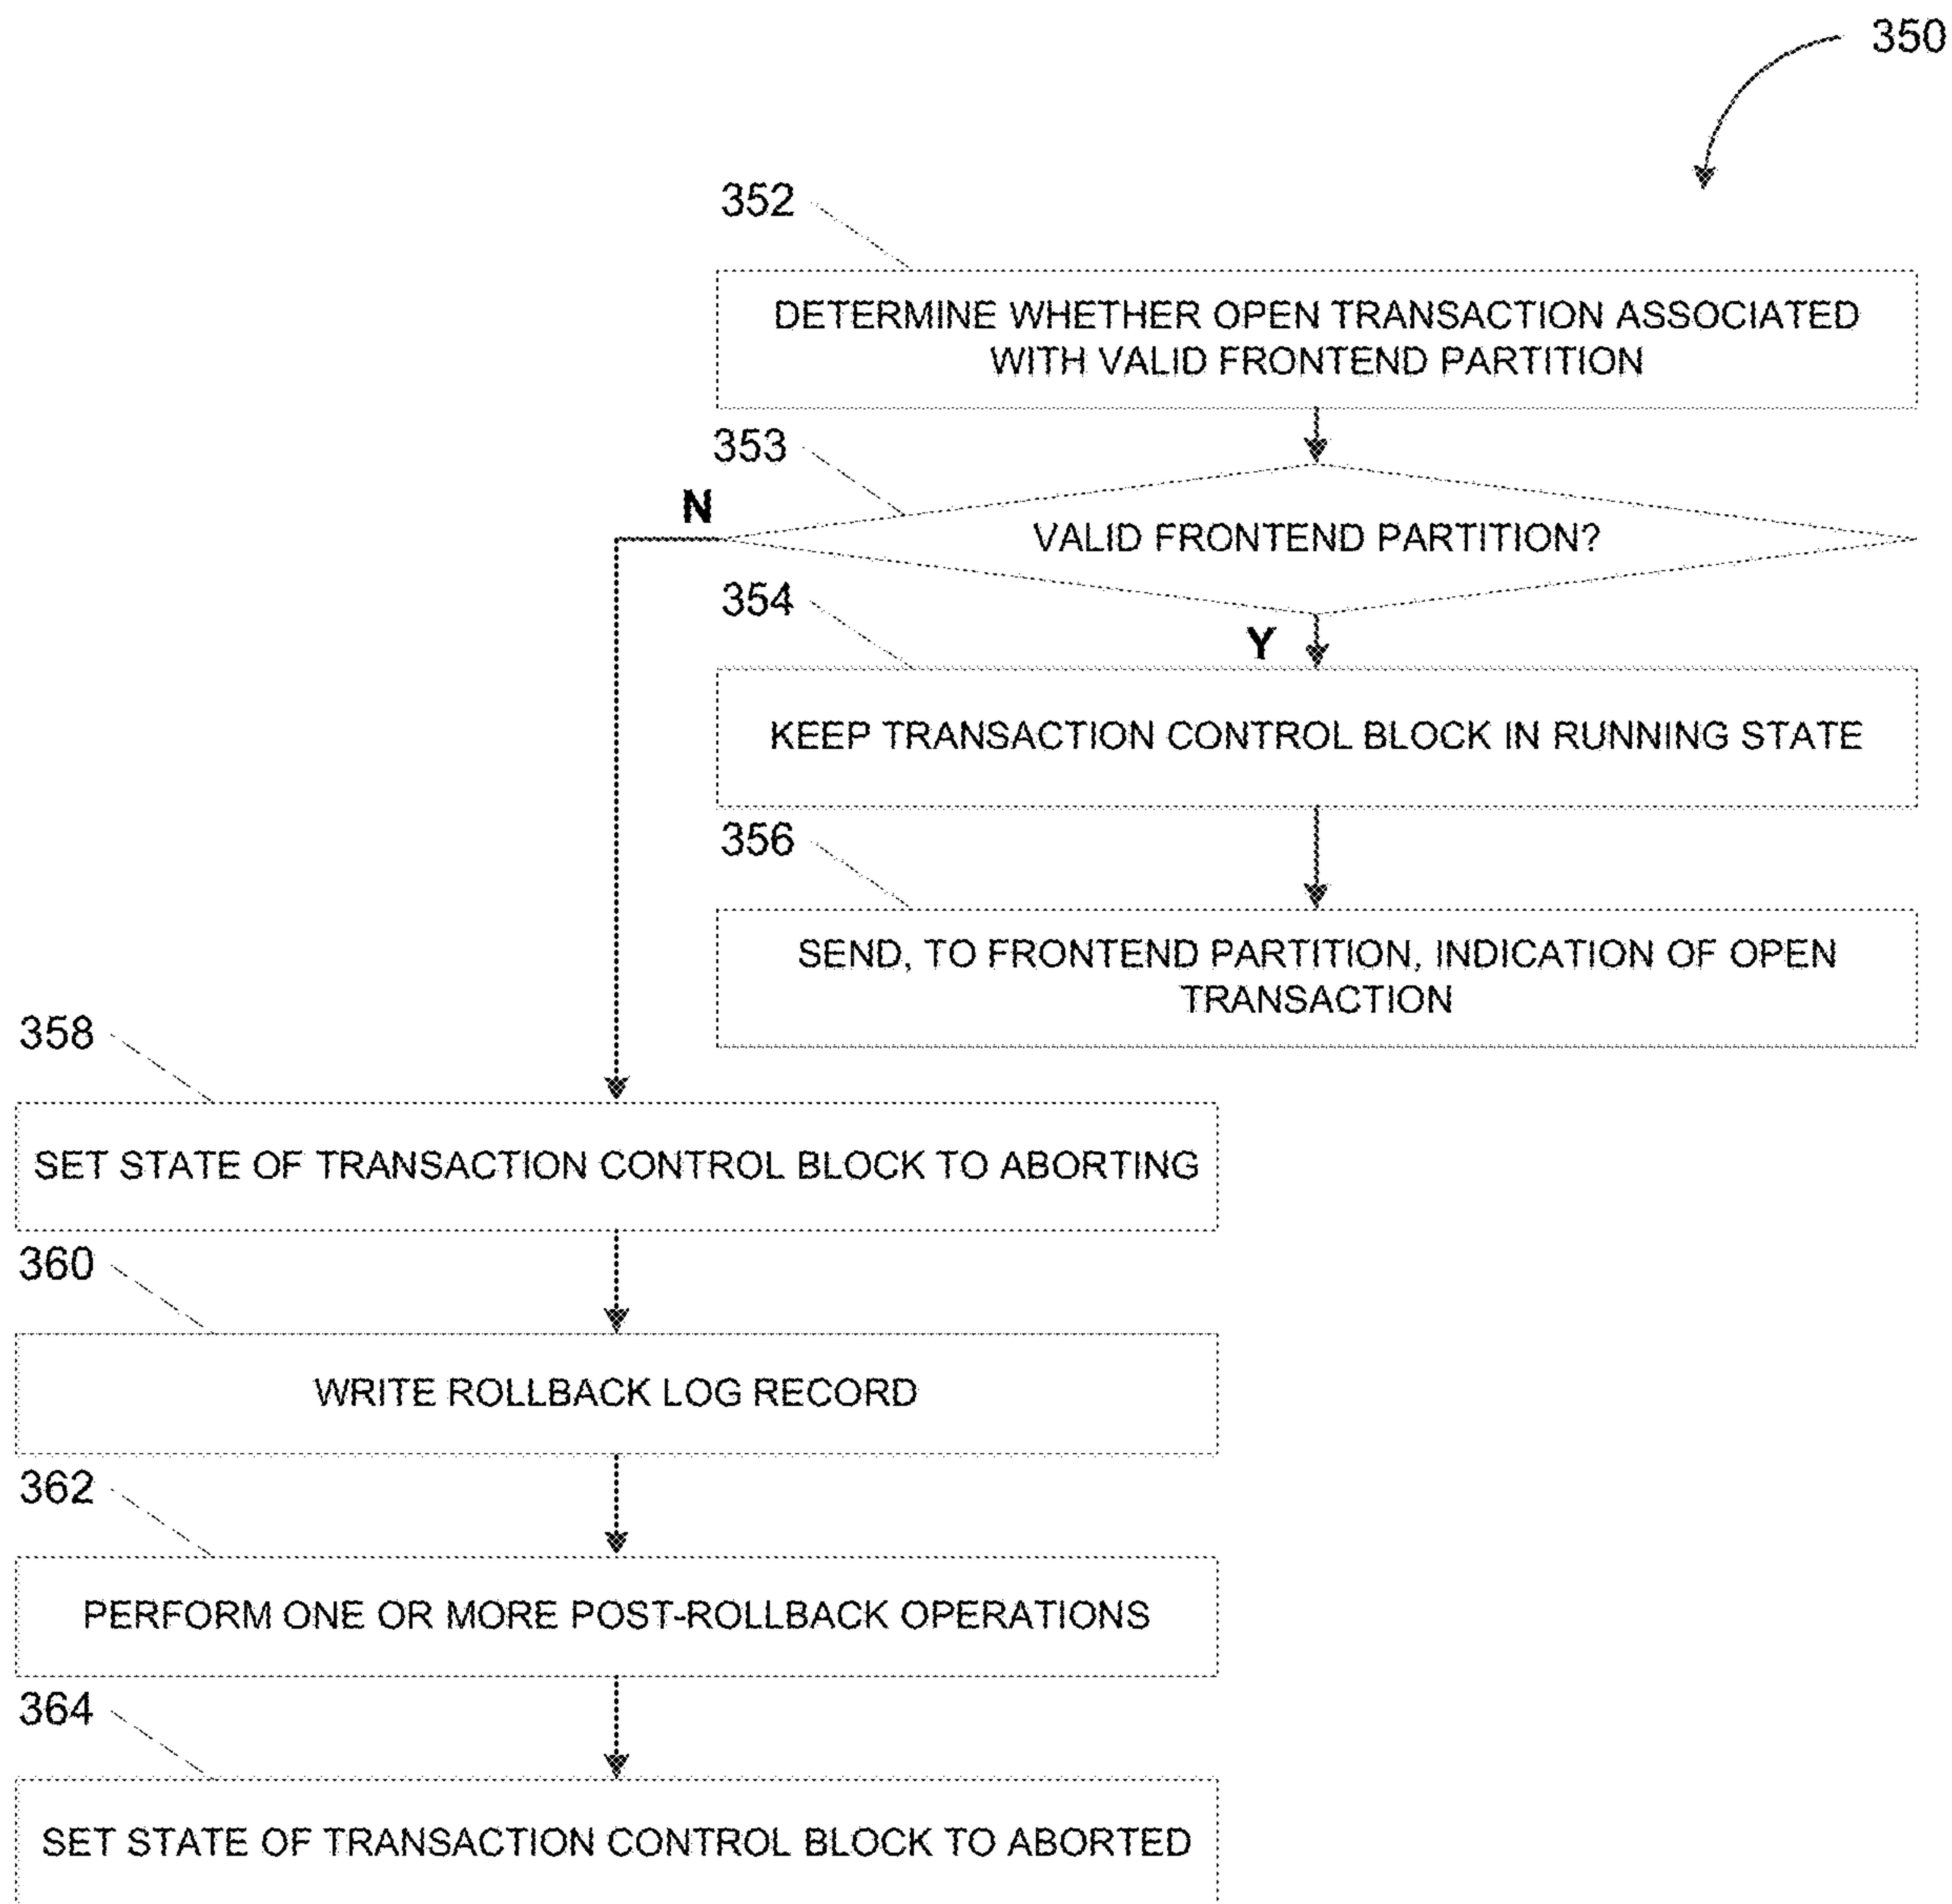 350
352
DETERMINE WHETHER OPEN TRANSACTION ASSOCIATED
WITH VALID FRONTEND PARTITION
353
N
VALID FRONTEND PARTITION?
354
Y
KEEP TRANSACTION CONTROL BLOCK IN RUNNING STATE
356
SEND, TO FRONTEND PARTITION, INDICATION OF OPEN
TRANSACTION
358
SET STATE OF TRANSACTION CONTROL BLOCK TO ABORTING
360
WRITE ROLLBACK LOG RECORD
362
PERFORM ONE OR MORE POST-ROLLBACK OPERATIONS
364
SET STATE OF TRANSACTION CONTROL BLOCK TO ABORTED